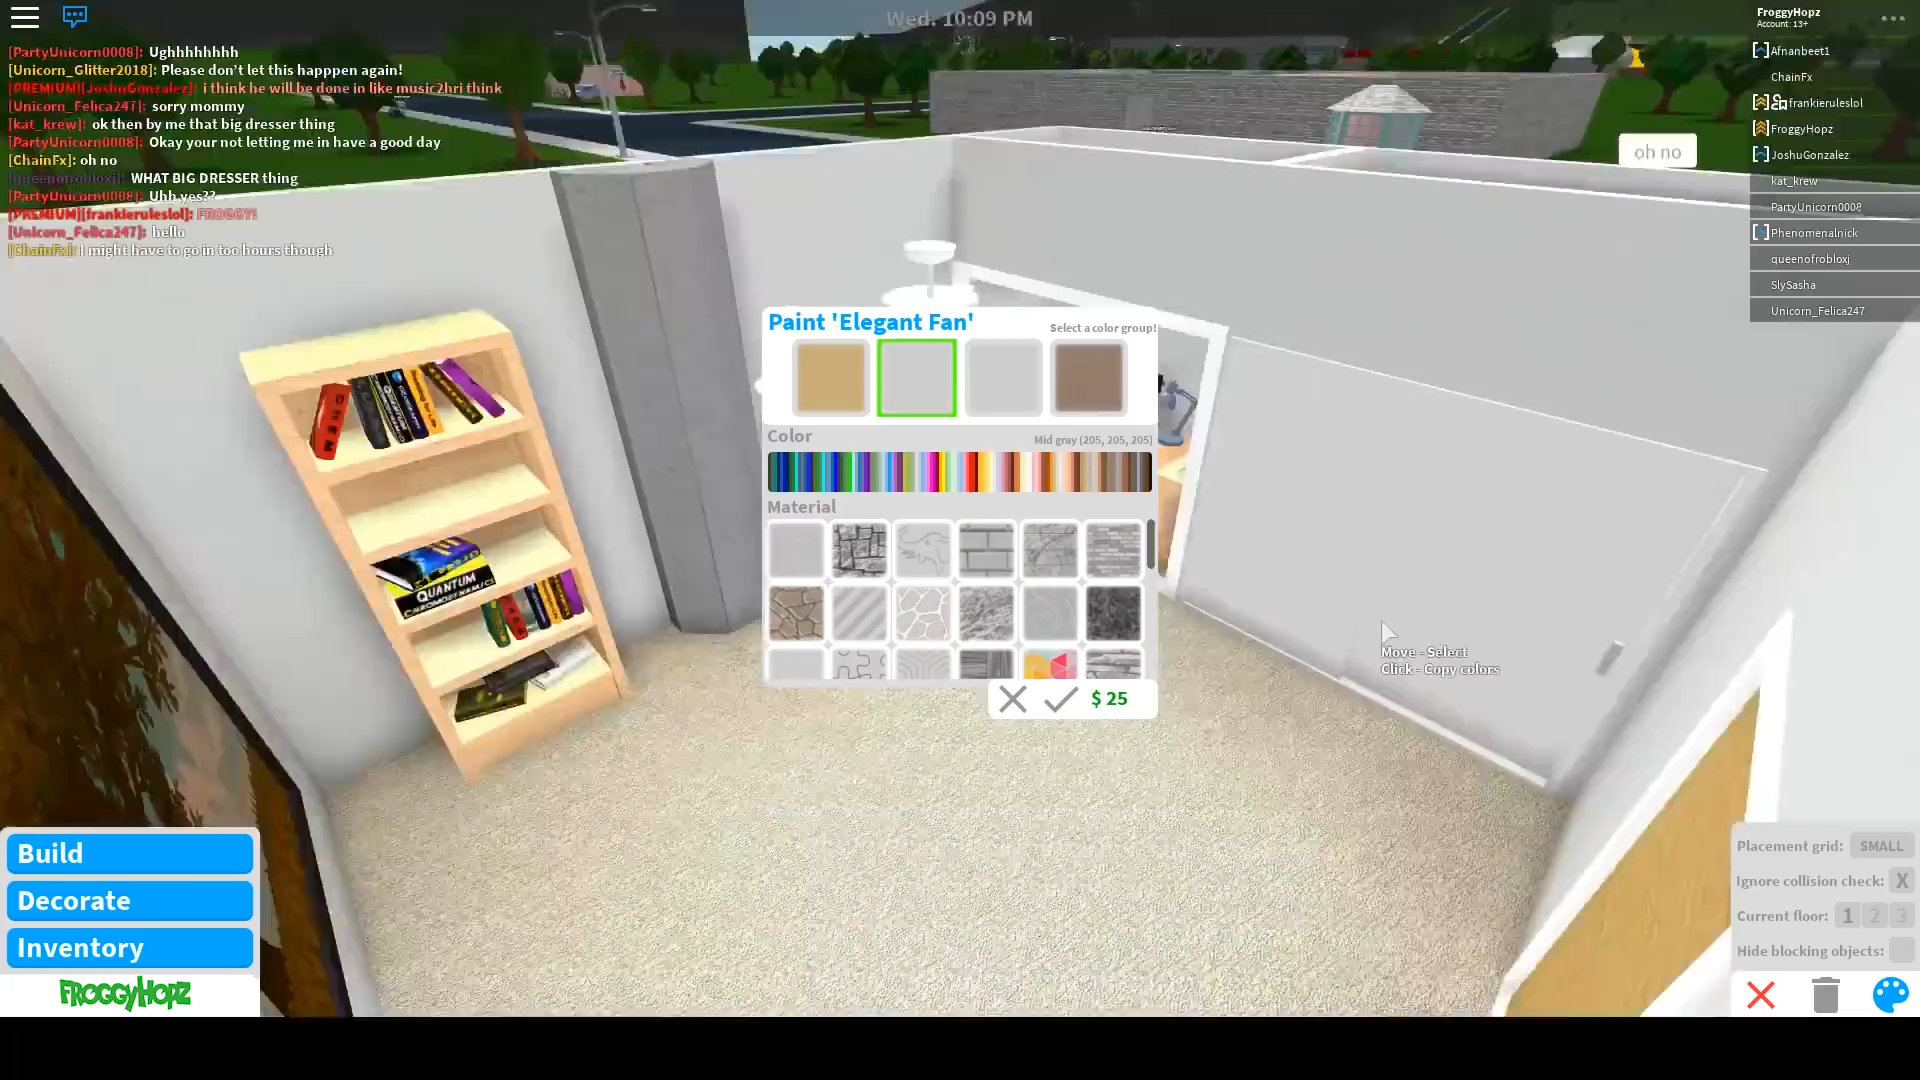 Wed: 10:09 PM
FroggyHopz
Account: 13+
[PartyUnicorn0008]: Ughhhhhhhh
[Unicorn_Glitter2018]: Please don't let this happpen again!
[PREMIUM][JoshuGonzalez]: i think he will be done in like music2hri think
[Unicorn_Felica247]: sorry mommy
[kat_krew]: ok then by me that big dresser thing
[PartyUnicorn0008]: Okay your not letting me in have a good day
[ChainFx]: oh no
[queenofrobloxj]: WHAT BIG DRESSER thing
[PartyUnicorn0008]: Uhh yes??
[PREMIUM][frankieruleslol]: FROGGY!
[Unicorn_Felica247]: hello
[ChainFx]: I might have to go in too hours though
Afnanbeet1
ChainFx
frankieruleslol
FroggyHopz
JoshuGonzalez
kat_krew
PartyUnicorn0008
Phenomenalnick
queenofrobloxj
SlySasha
Unicorn_Felica247
oh no
Paint 'Elegant Fan'
Select a color group!
Color
Mid gray (205, 205, 205)
Material
$ 25
Move - Select
Click - Copy colors
QUANTUM
Build
Decorate
Inventory
FROGGYHOPZ
Placement grid: SMALL
Ignore collision check: X
Current floor: 1 2 3
Hide blocking objects: